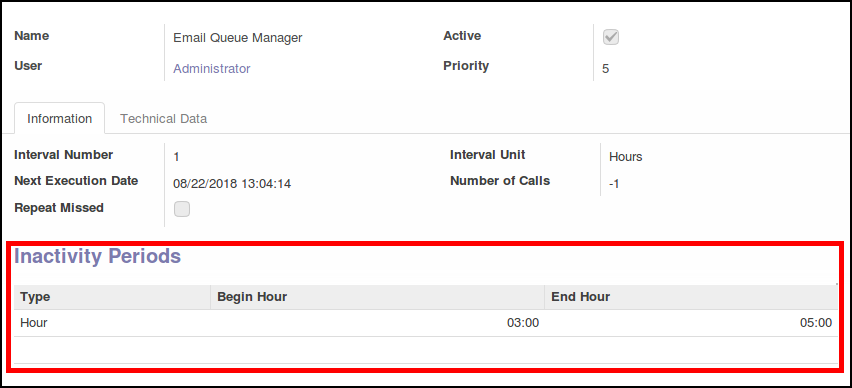 Name Email Queue Manager Active
User Administrator Priority 5
Information Technical Data
Interval Number 1 Interval Unit Hours
Next Execution Date 08/22/2018 13:04:14 Number of Calls -1
Repeat Missed
Inactivity Periods
Type Begin Hour End Hour
Hour 03:00 05:00